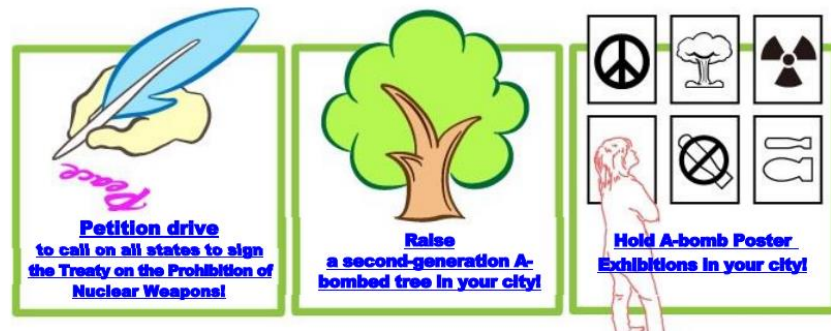 Peace
Petition drive
to call on all states to sign
the Treaty on the Prohibition of
Nuclear Weapons!
Raise
a second-generation A-
bombed tree in your city!
Hold A-bomb Poster
Exhibitions in your city!